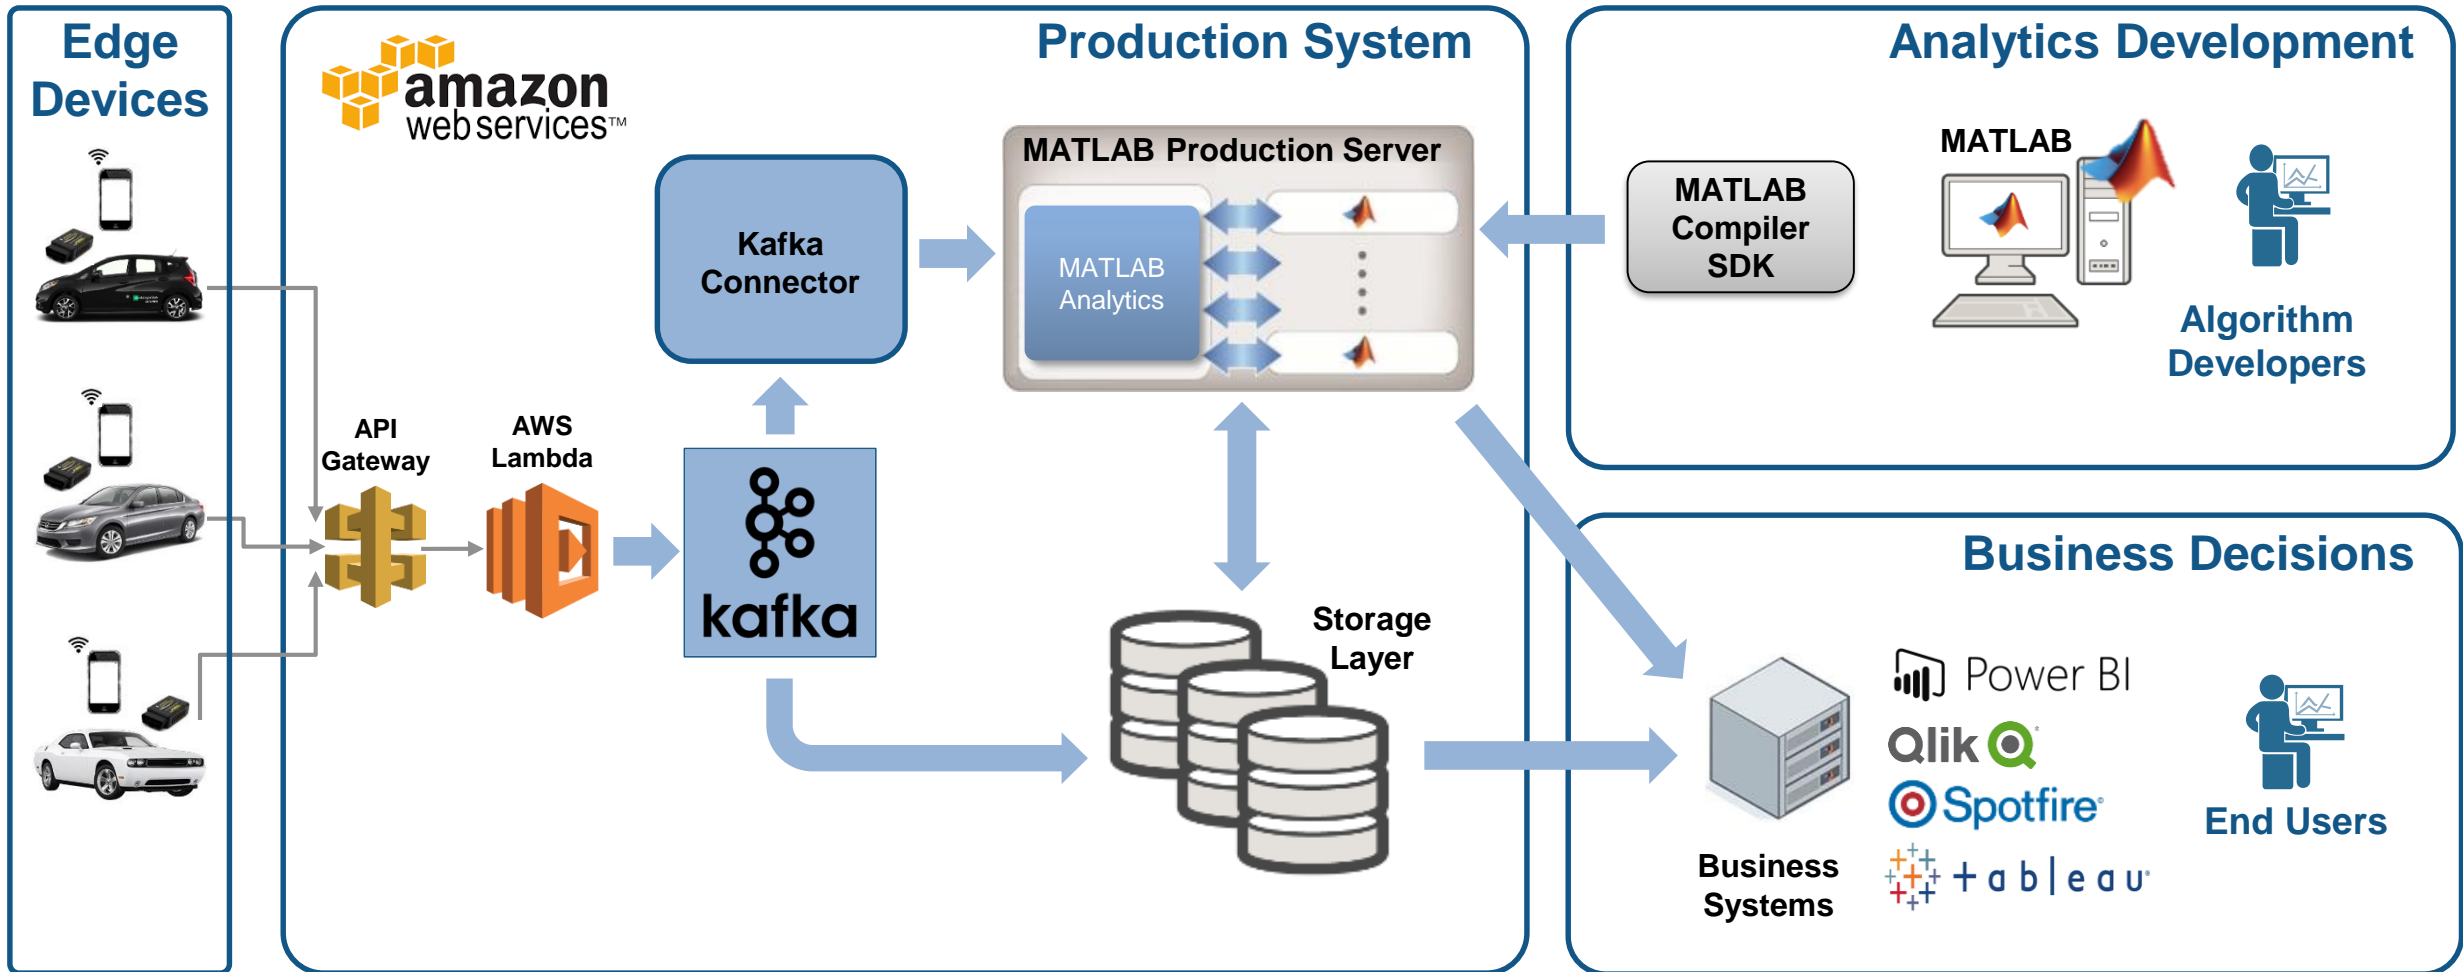 Edge
Devices
amazon
web services™
Production System
Kafka
Connector
MATLAB Production Server
MATLAB
Analytics
API
Gateway
AWS
Lambda
kafka
Storage
Layer
Analytics Development
MATLAB
Compiler
SDK
MATLAB
Algorithm
Developers
Business Decisions
Business
Systems
Power BI
Qlik
Spotfire
+ableau
End Users